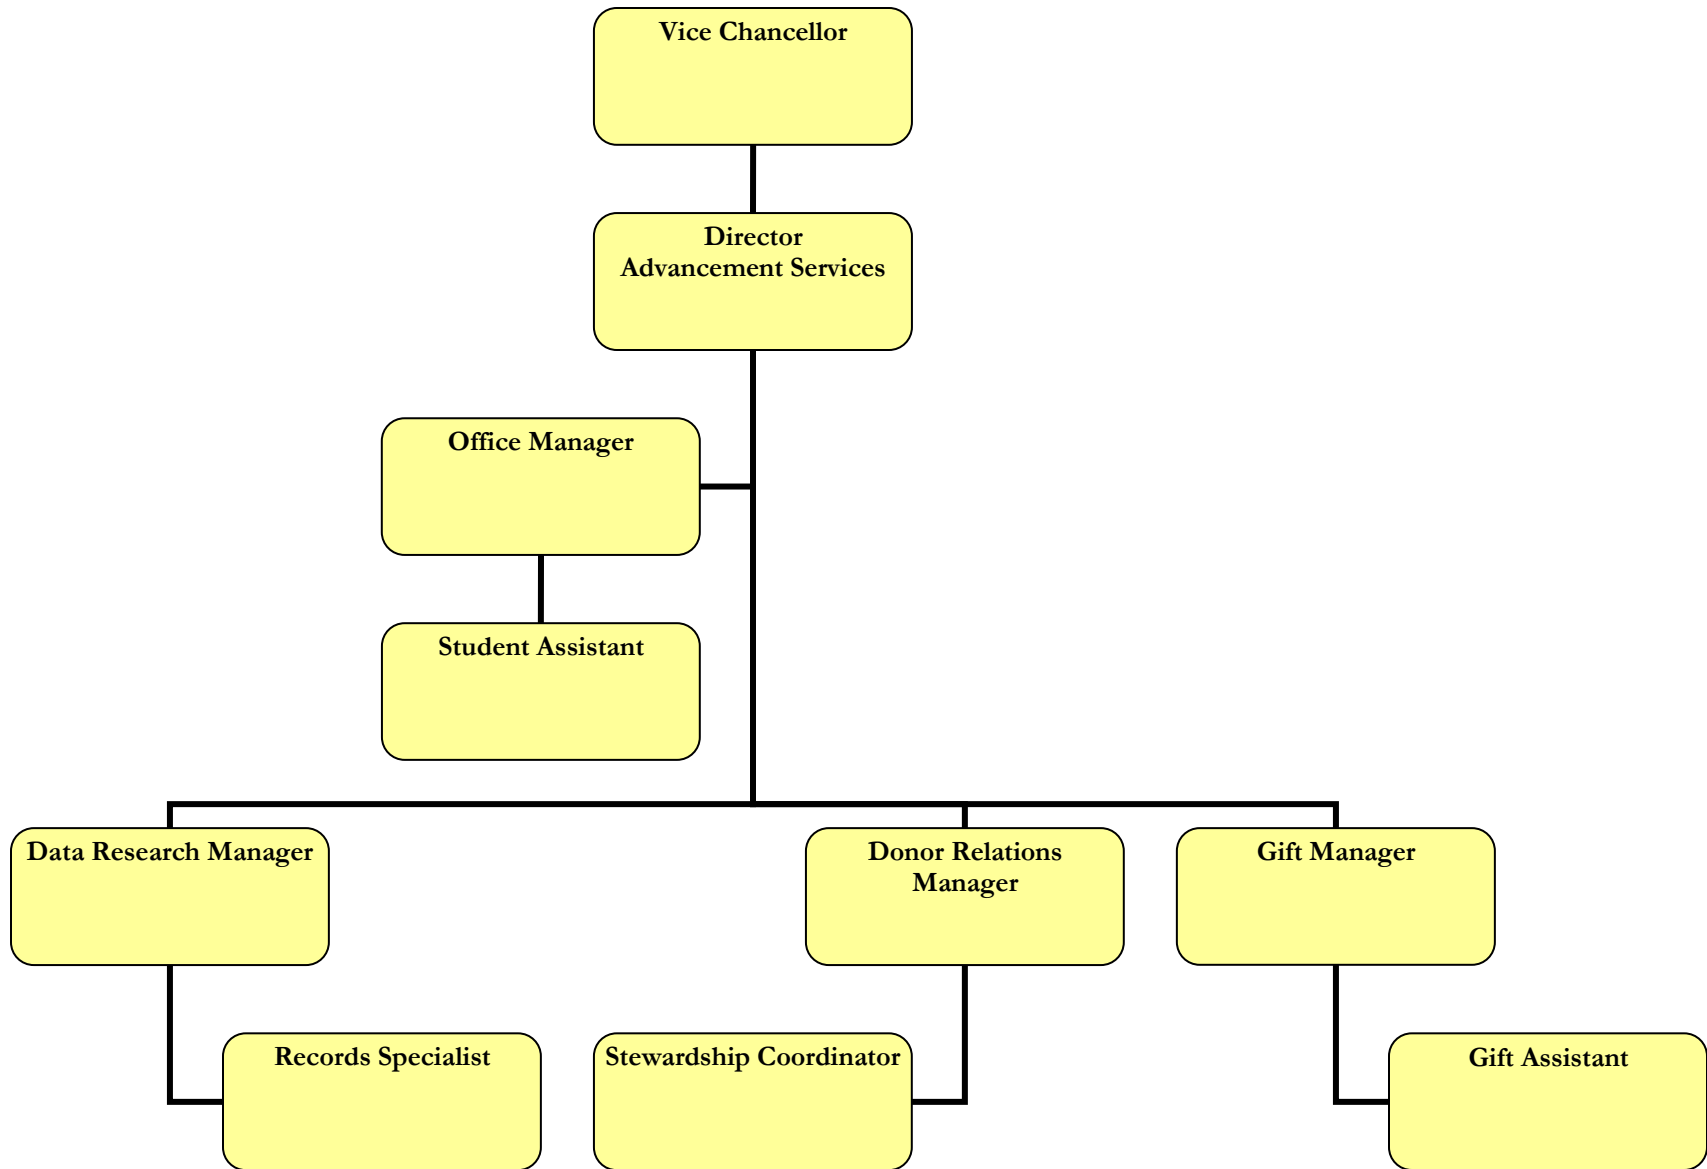 Vice Chancellor
Director
Advancement Services
Office Manager
Student Assistant
Data Research Manager
Donor Relations
Manager
Gift Manager
Records Specialist
Stewardship Coordinator
Gift Assistant